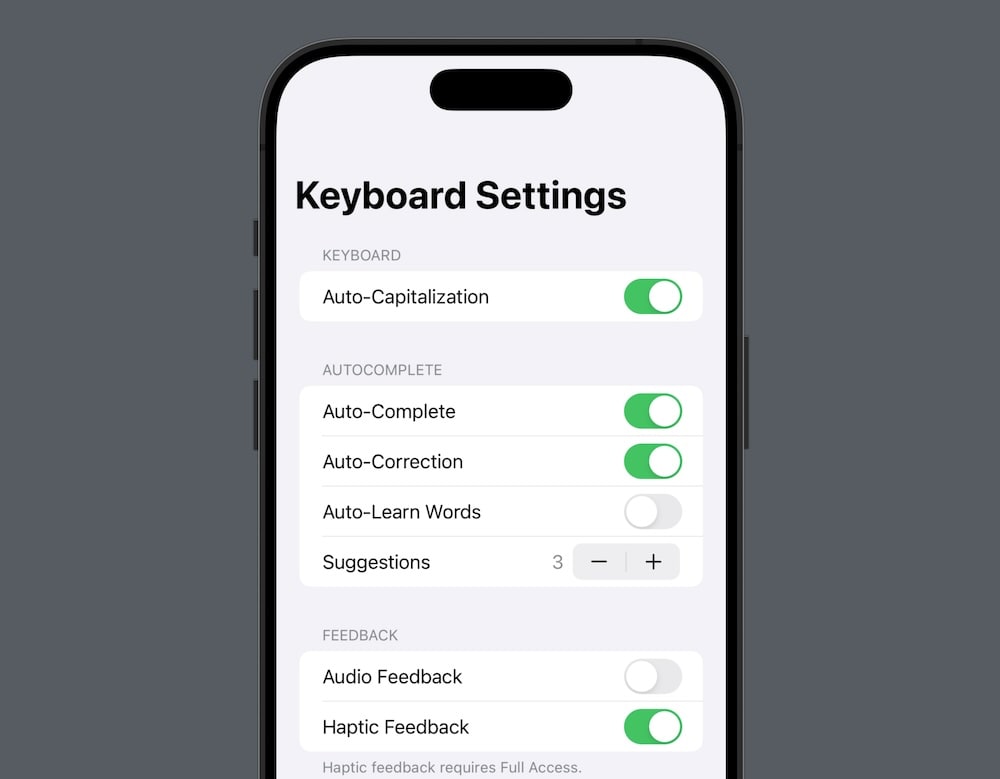 Keyboard Settings
KEYBOARD
Auto-Capitalization
AUTOCOMPLETE
Auto-Complete
Auto-Correction
Auto-Learn Words
Suggestions 3 − +
FEEDBACK
Audio Feedback
Haptic Feedback
Haptic feedback requires Full Access.